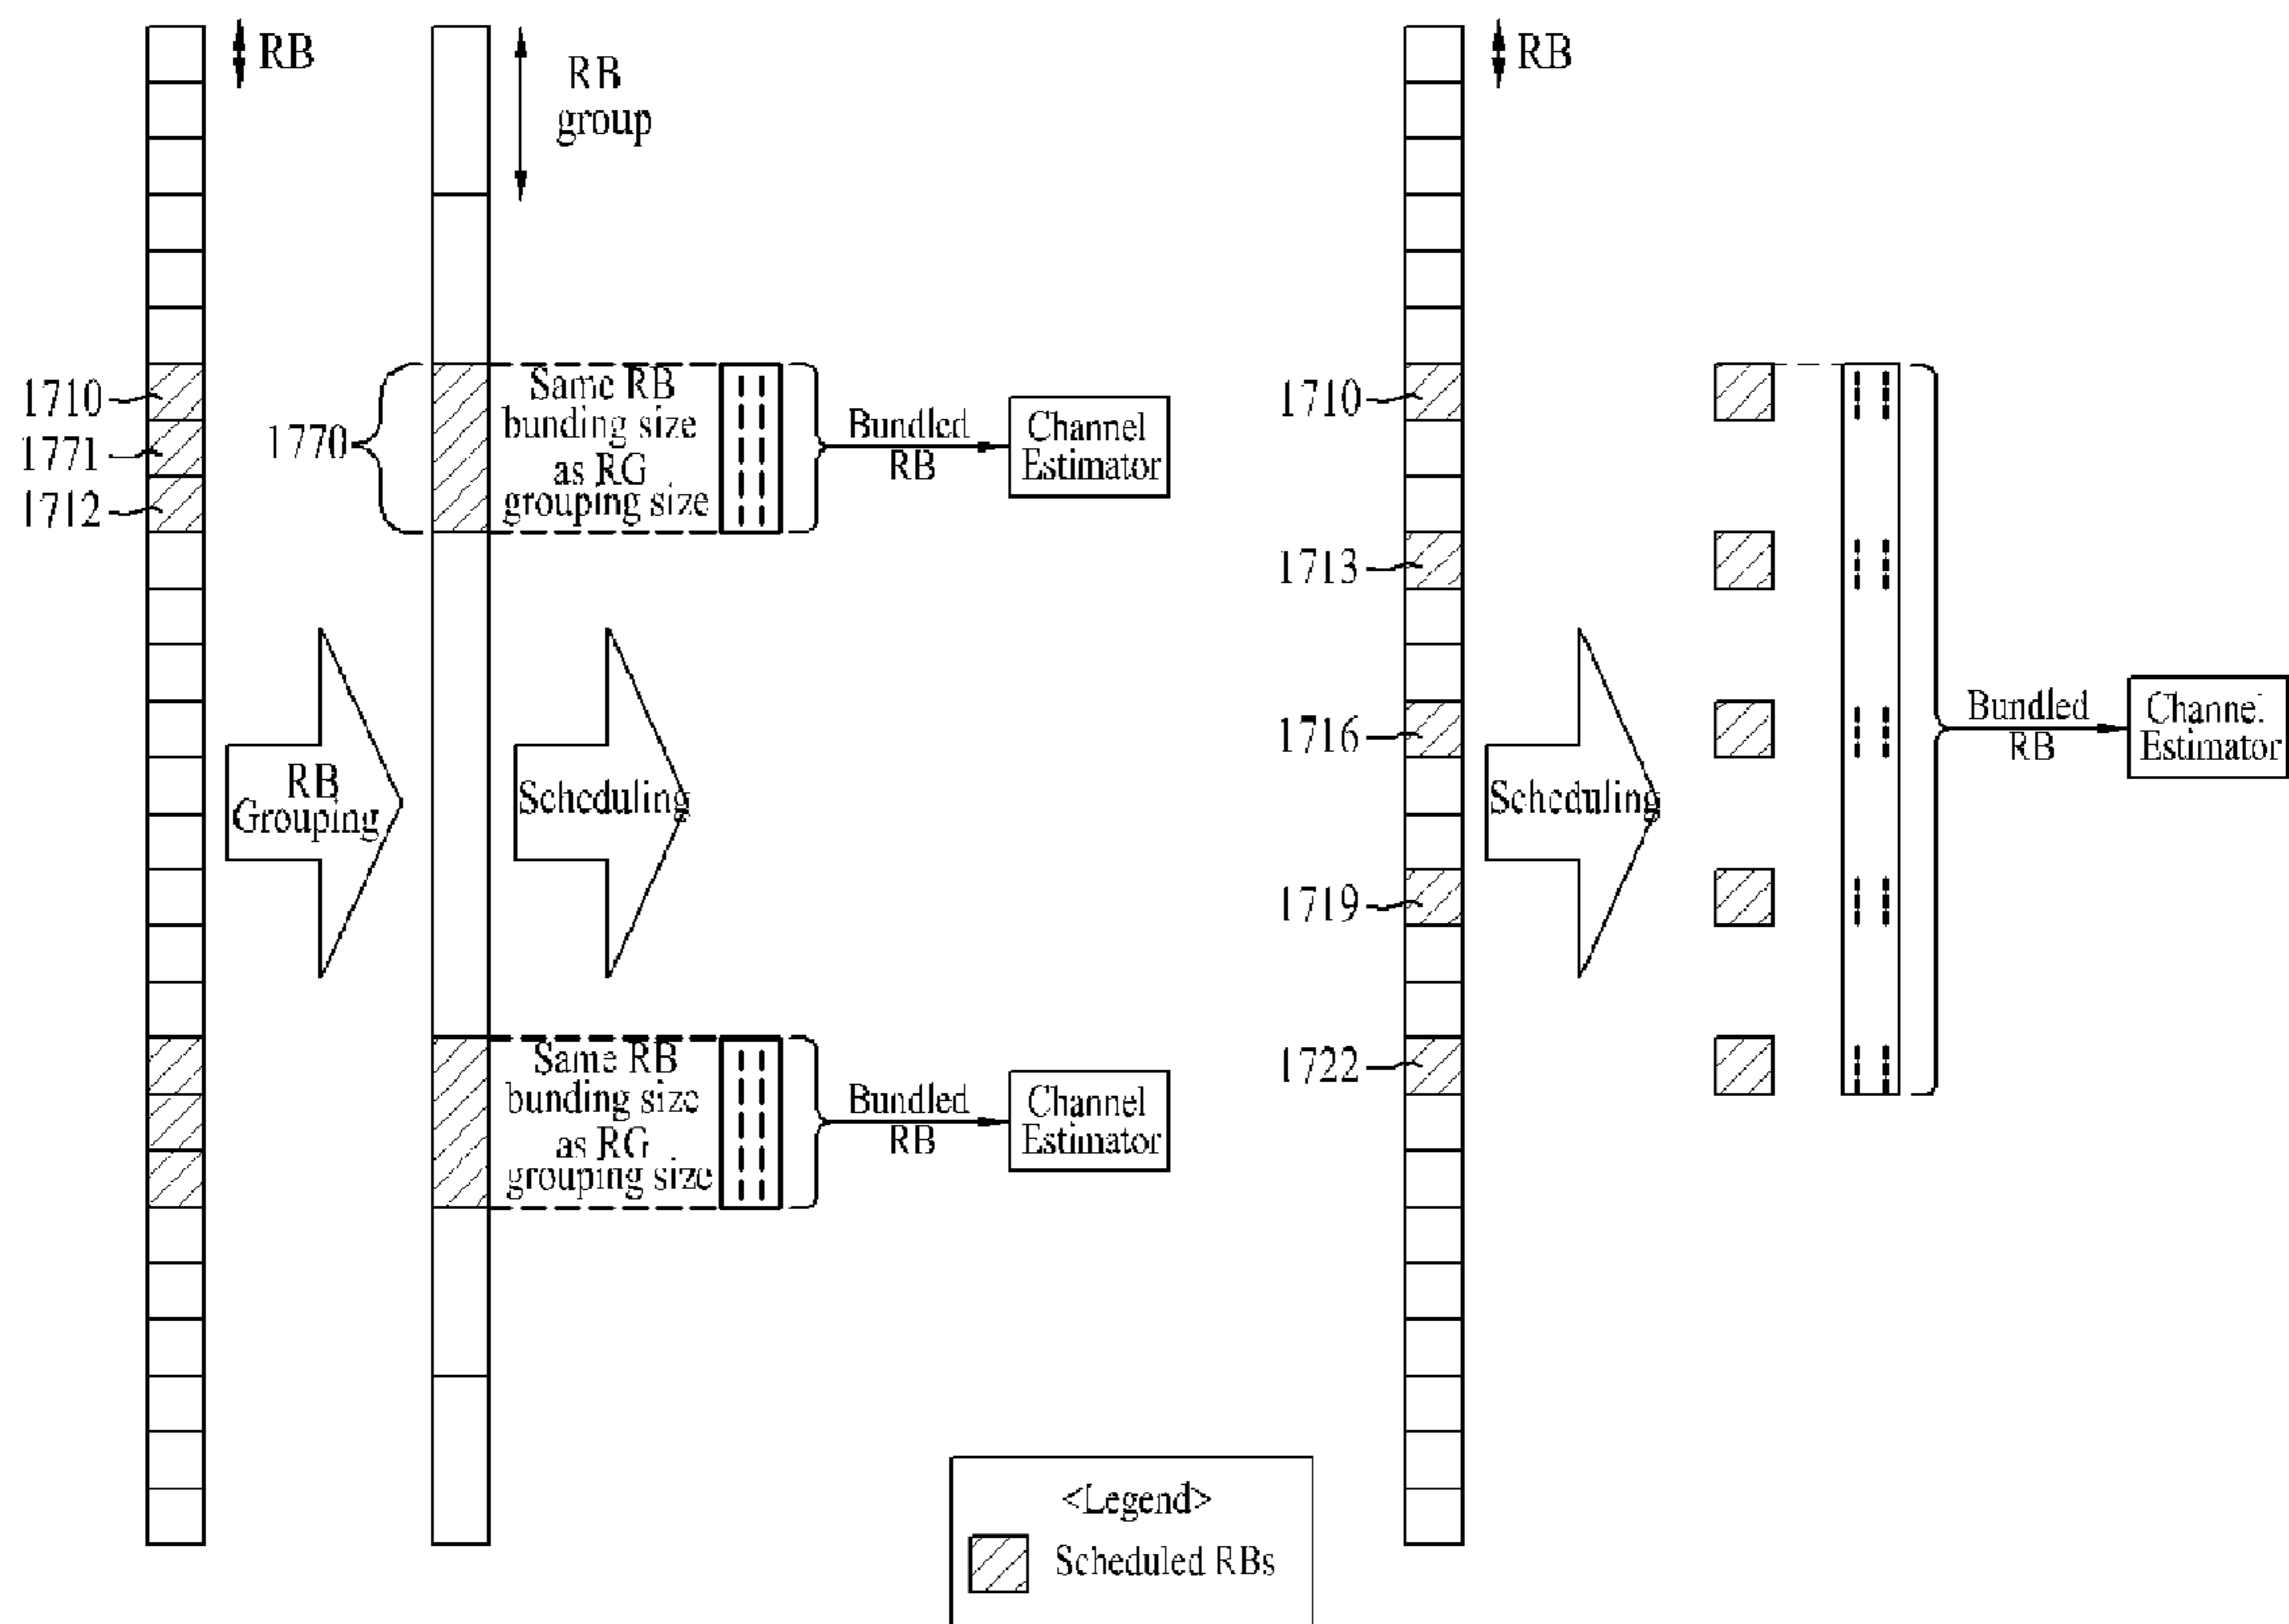 RB
RB
group
1710
1771
1712
1770
Same RB
bunding size
as RG
grouping size
Bundled
RB
Channel
Estimator
RB
Grouping
Scheduling
Same RB
bunding size
as RG
grouping size
Bundled
RB
Channel
Estimator
RB
1710
1713
1716
1719
1722
Scheduling
Bundled
RB
Channel
Estimator
<Legend>
Scheduled RBs